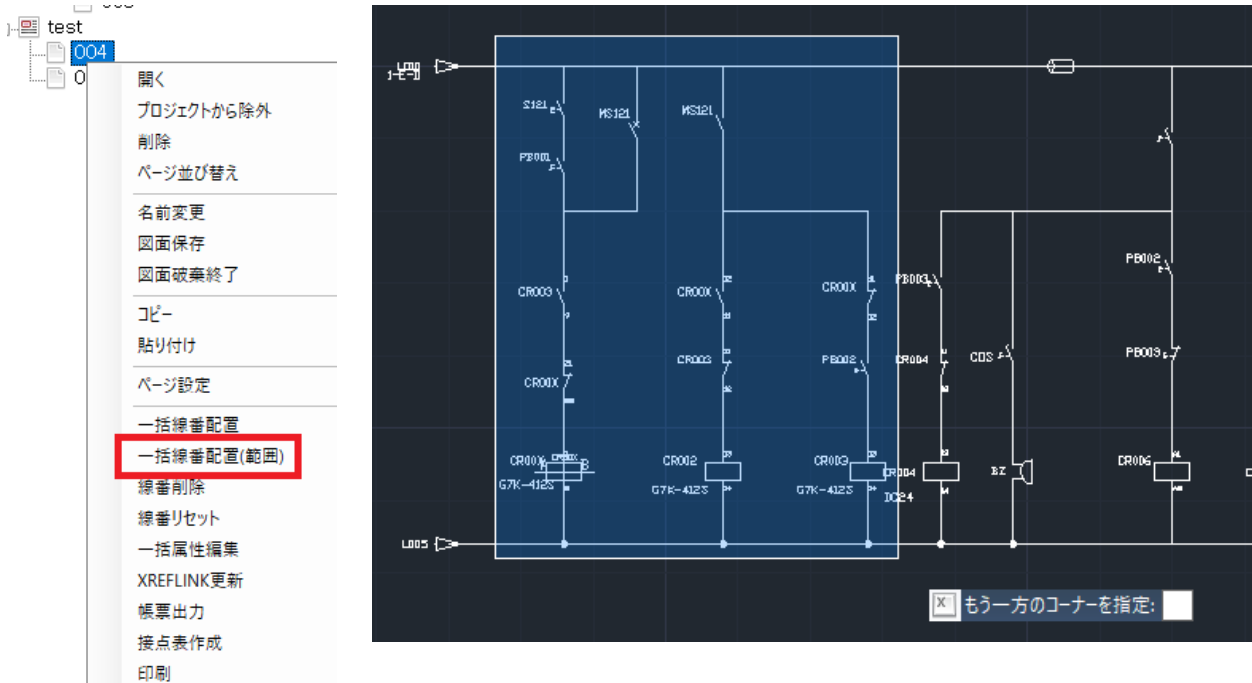 test
004
0
開く
プロジェクトから除外
削除
ページ並び替え
名前変更
図面保存
図面破棄終了
コピー
貼り付け
ページ設定
一括線番配置
一括線番配置(範囲)
線番削除
線番リセット
一括属性編集
XREFLINK更新
帳票出力
接点表作成
印刷
S121
MS121
MS121
PB001
PB002
CR003
CR00X
CR00X
PB003
CR00X
CR003
PB002
CR004
COS
PB003
CR00X
CR002
CR003
CR004
BZ
CR006
G7K-412S
G7K-412S
G7K-412S
DC24
L005
もう一方のコーナーを指定: